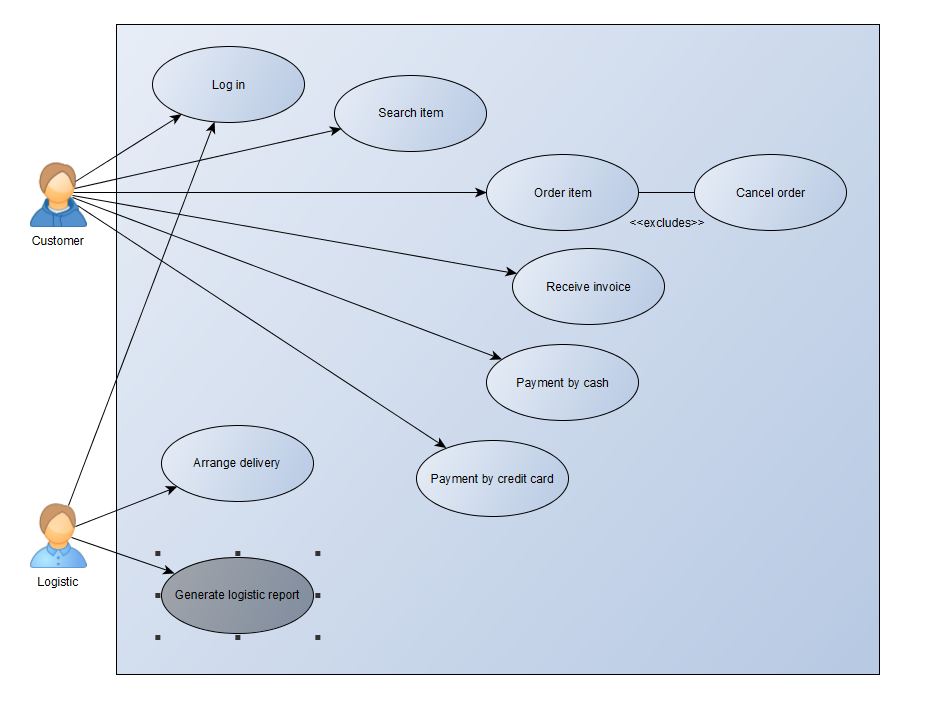 Log in
Search item
Order item
Cancel order
<<excludes>>
Customer
Receive invoice
Payment by cash
Arrange delivery
Payment by credit card
Logistic
Generate logistic report